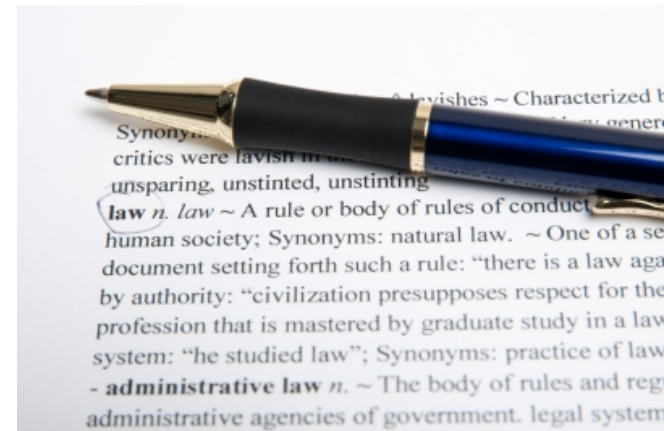 lavishes ~ Characterized b
Synony
critics were lavish in
unsparing, unstinted, unstinting
law n. law ~ A rule or body of rules of conduct
human society; Synonyms: natural law. ~ One of a se
document setting forth such a rule: “there is a law aga
by authority: “civilization presupposes respect for the
profession that is mastered by graduate study in a law
system: “he studied law”; Synonyms: practice of law
- administrative law n. ~ The body of rules and regu
administrative agencies of government. legal system